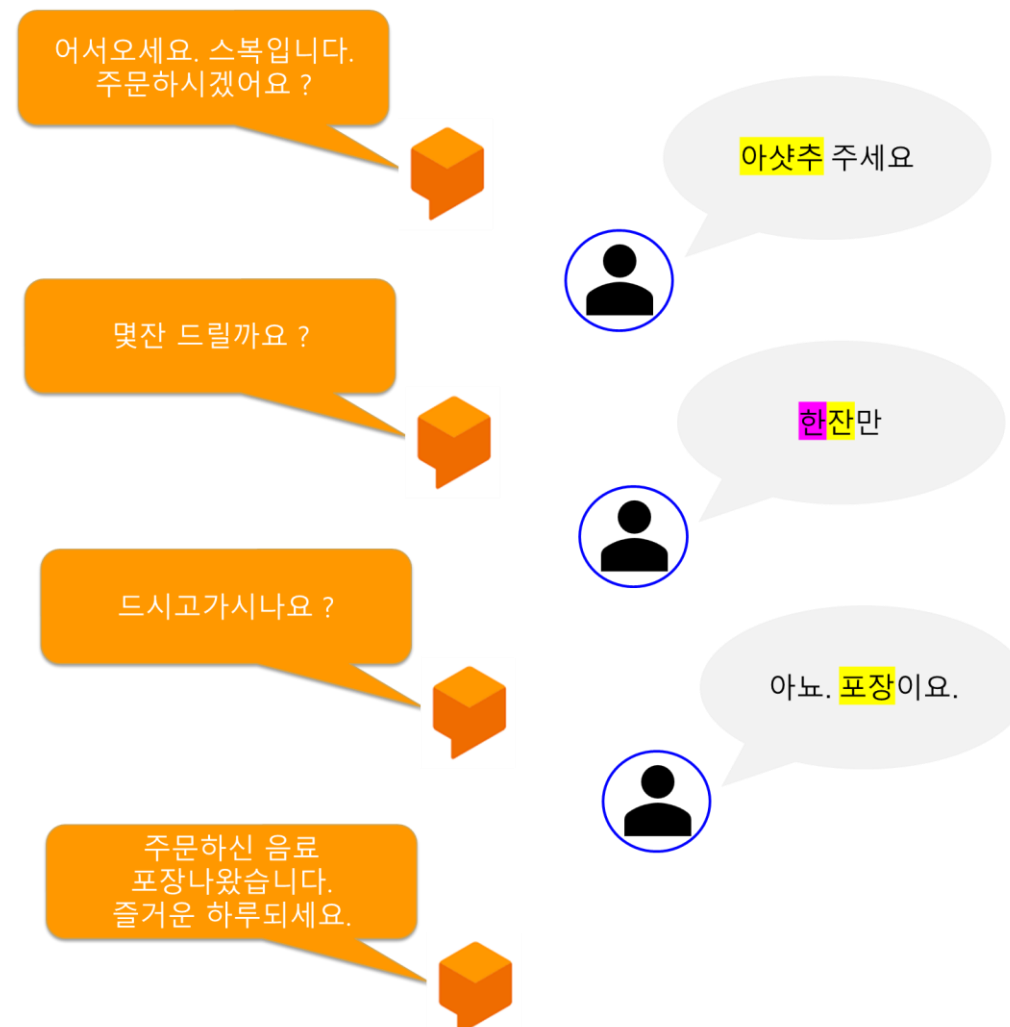 어서오세요. 스복입니다.
주문하시겠어요 ?
아샷추 주세요
몇잔 드릴까요 ?
한잔만
드시고가시나요 ?
아뇨. 포장이요.
주문하신 음료
포장나왔습니다.
즐거운 하루되세요.